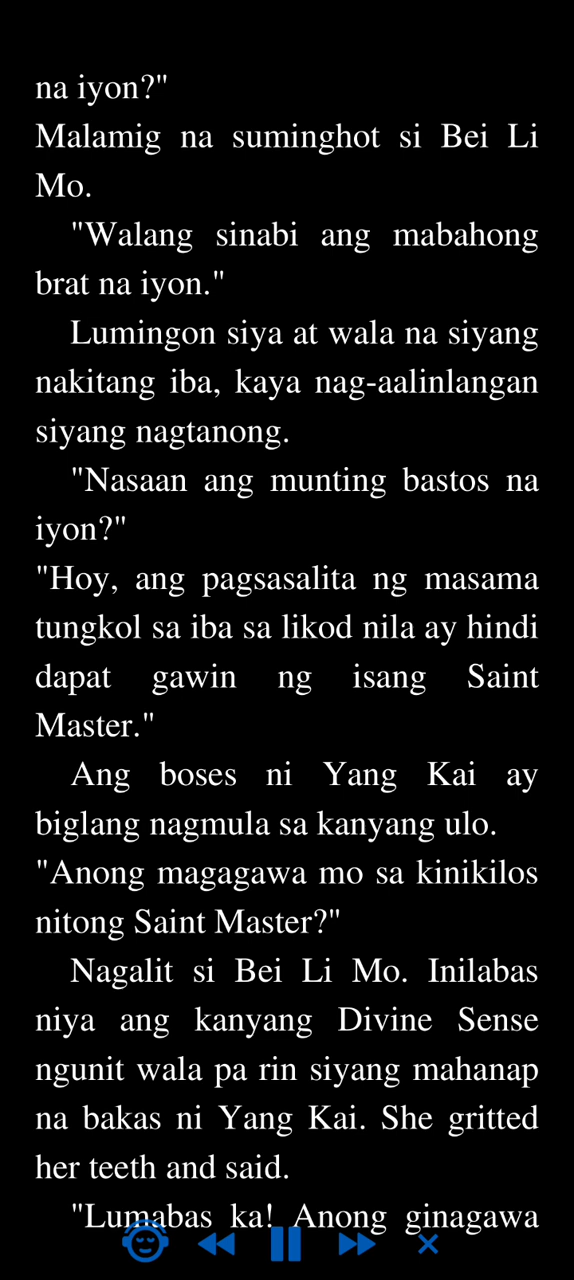 na iyon?"
Malamig na suminghot si Bei Li
Mo.
"Walang sinabi ang mabahong
brat na iyon."
Lumingon siya at wala na siyang
nakitang iba, kaya nag-aalinlangan
siyang nagtanong.
"Nasaan ang munting bastos na
iyon?"
"Hoy, ang pagsasalita ng masama
tungkol sa iba sa likod nila ay hindi
dapat gawin ng isang Saint
Master."
Ang boses ni Yang Kai ay
biglang nagmula sa kanyang ulo.
"Anong magagawa mo sa kinikilos
nitong Saint Master?"
Nagalit si Bei Li Mo. Inilabas
niya ang kanyang Divine Sense
ngunit wala pa rin siyang mahanap
na bakas ni Yang Kai. She gritted
her teeth and said.
"Lumabas ka! Anong ginagawa